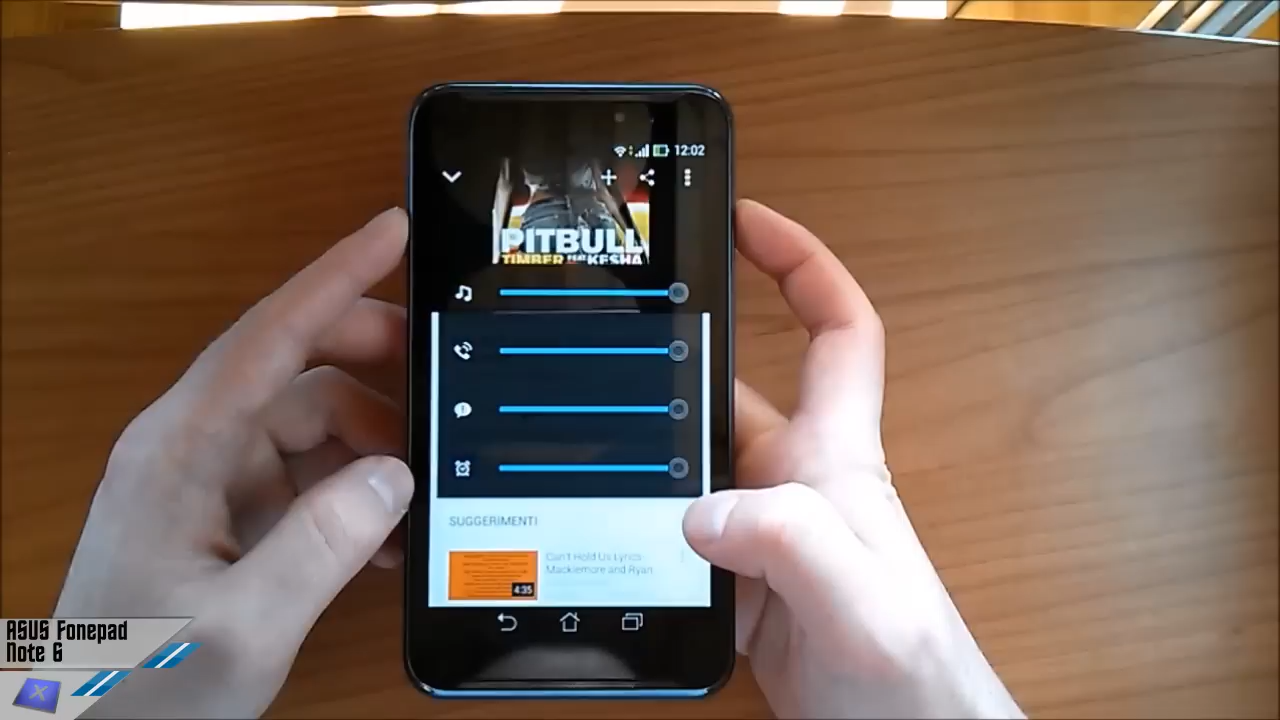 12:02
PITBULL
TIMBER FEAT KESHA
SUGGERIMENTI
Can't Hold Us Lyrics
Macklemore and Ryan
4:35
ASUS Fonepad
Note 6